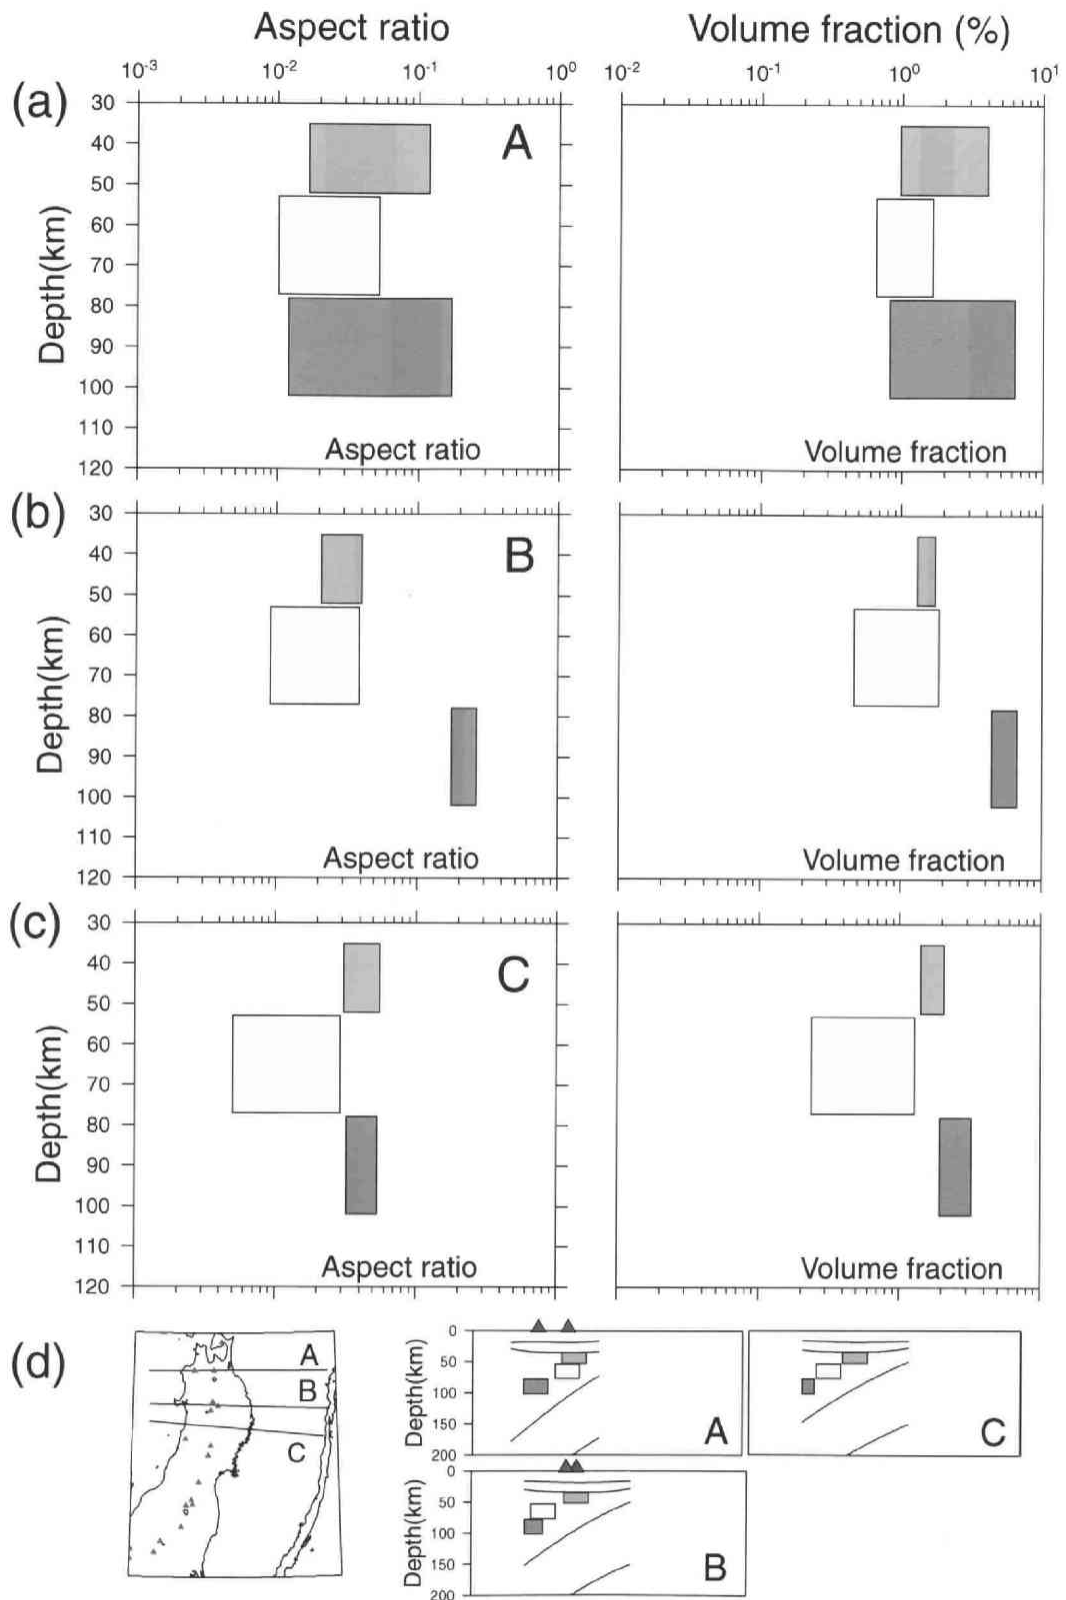 Aspect ratio
Volume fraction (%)
10-3 10-2 10-1 100
10-2 10-1 100 101
(a)
A
Depth(km)
30
40
50
60
70
80
90
100
110
120
Aspect ratio
Volume fraction
(b)
B
Depth(km)
30
40
50
60
70
80
90
100
110
120
Aspect ratio
Volume fraction
(c)
C
Depth(km)
30
40
50
60
70
80
90
100
110
120
Aspect ratio
Volume fraction
(d)
A
B
C
Depth(km)
0
50
100
150
200
A
C
Depth(km)
0
50
100
150
200
B